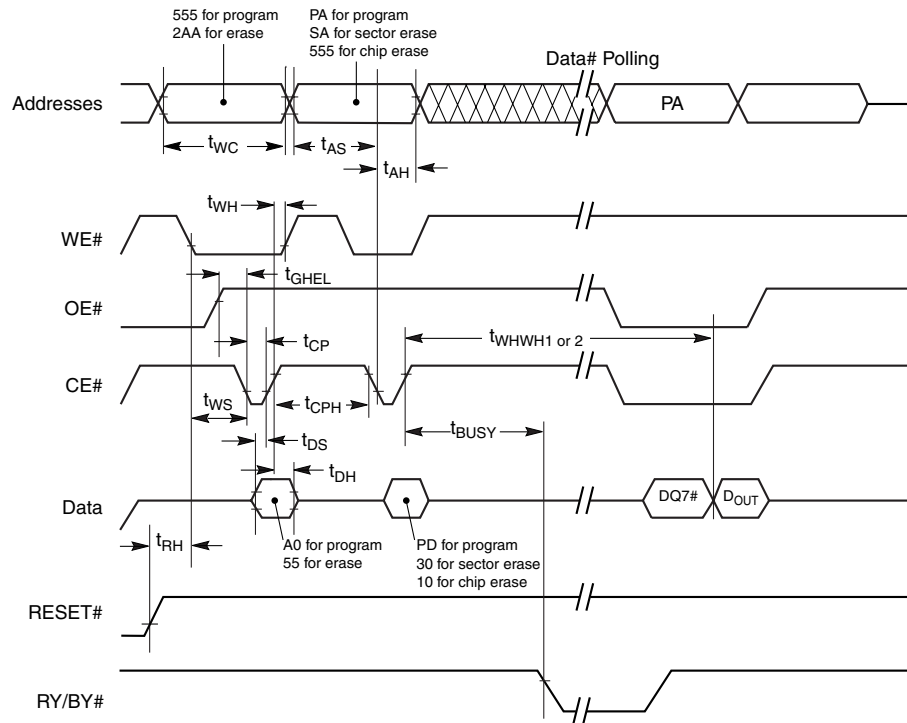 555 for program
2AA for erase
PA for program
SA for sector erase
555 for chip erase
Data# Polling
Addresses
PA
tWC
tAS
tAH
tWH
WE#
tGHEL
OE#
tWHWH1 or 2
tCP
CE#
tWS
tCPH
tBUSY
tDS
tDH
Data
DQ7#
DOUT
tRH
A0 for program
55 for erase
PD for program
30 for sector erase
10 for chip erase
RESET#
RY/BY#